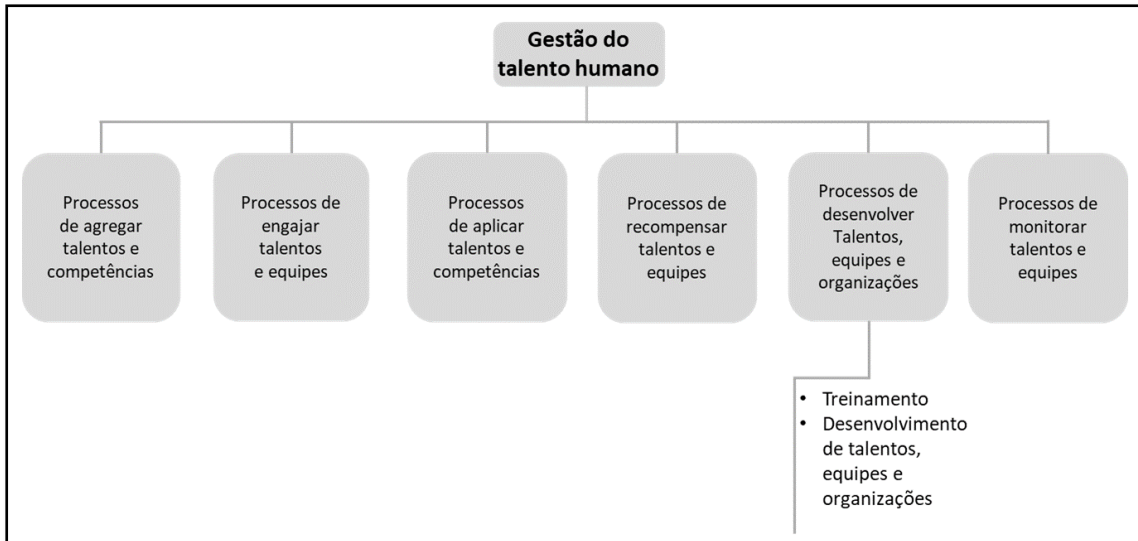 Gestão do
talento humano
Processos
de agregar
talentos e
competências
Processos de
engajar
talentos
e equipes
Processos
de aplicar
talentos e
competências
Processos de
recompensar
talentos e
equipes
Processos de
desenvolver
Talentos,
equipes e
organizações
Processos de
monitorar
talentos e
equipes
• Treinamento
• Desenvolvimento
de talentos,
equipes e
organizações